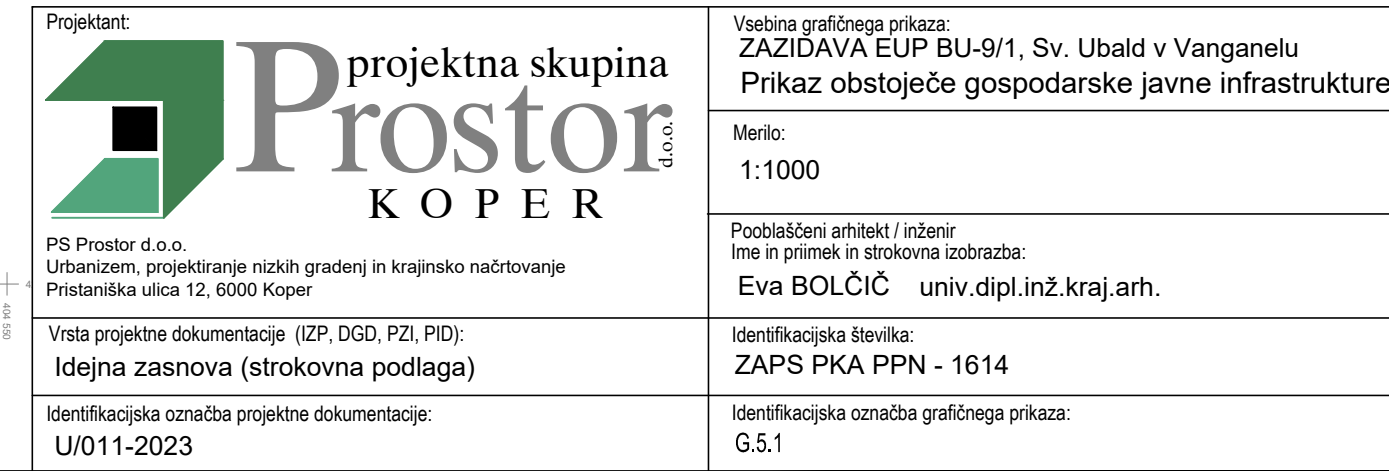 Projektant:
projektna skupina
Prostor d.o.o.
KOPER
PS Prostor d.o.o.
Urbanizem, projektiranje nizkih gradenj in krajinsko načrtovanje
Pristaniška ulica 12, 6000 Koper
Vrsta projektne dokumentacije (IZP, DGD, PZI, PID):
Idejna zasnova (strokovna podlaga)
Identifikacijska označba projektne dokumentacije:
U/011-2023
Vsebina grafičnega prikaza:
ZAZIDAVA EUP BU-9/1, Sv. Ubald v Vanganelu
Prikaz obstoječe gospodarske javne infrastrukture
Merilo:
1:1000
Pooblaščeni arhitekt / inženir
Ime in priimek in strokovna izobrazba:
Eva BOLČIČ univ.dipl.inž.kraj.arh.
Identifikacijska številka:
ZAPS PKA PPN - 1614
Identifikacijska označba grafičnega prikaza:
G.5.1
404 550